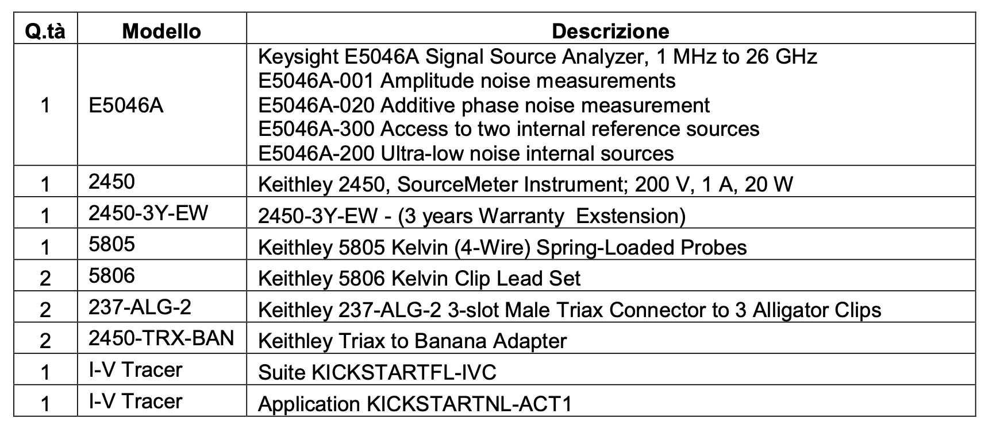 Q.tà Modello Descrizione
1 E5046A Keysight E5046A Signal Source Analyzer, 1 MHz to 26 GHz
E5046A-001 Amplitude noise measurements
E5046A-020 Additive phase noise measurement
E5046A-300 Access to two internal reference sources
E5046A-200 Ultra-low noise internal sources
1 2450 Keithley 2450, SourceMeter Instrument; 200 V, 1 A, 20 W
1 2450-3Y-EW 2450-3Y-EW - (3 years Warranty  Exstension)
1 5805 Keithley 5805 Kelvin (4-Wire) Spring-Loaded Probes
2 5806 Keithley 5806 Kelvin Clip Lead Set
2 237-ALG-2 Keithley 237-ALG-2 3-slot Male Triax Connector to 3 Alligator Clips
2 2450-TRX-BAN Keithley Triax to Banana Adapter
1 I-V Tracer Suite KICKSTARTFL-IVC
1 I-V Tracer Application KICKSTARTNL-ACT1